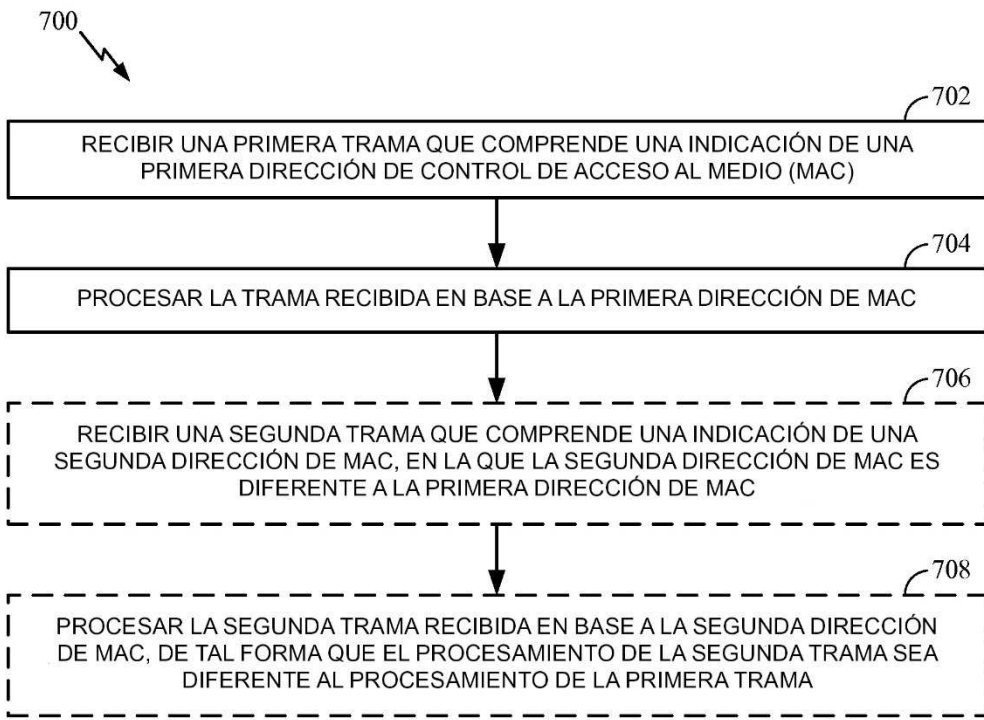 700
702
RECIBIR UNA PRIMERA TRAMA QUE COMPRENDE UNA INDICACIÓN DE UNA
PRIMERA DIRECCIÓN DE CONTROL DE ACCESO AL MEDIO (MAC)
704
PROCESAR LA TRAMA RECIBIDA EN BASE A LA PRIMERA DIRECCIÓN DE MAC
706
RECIBIR UNA SEGUNDA TRAMA QUE COMPRENDE UNA INDICACIÓN DE UNA
SEGUNDA DIRECCIÓN DE MAC, EN LA QUE LA SEGUNDA DIRECCIÓN DE MAC ES
DIFERENTE A LA PRIMERA DIRECCIÓN DE MAC
708
PROCESAR LA SEGUNDA TRAMA RECIBIDA EN BASE A LA SEGUNDA DIRECCIÓN
DE MAC, DE TAL FORMA QUE EL PROCESAMIENTO DE LA SEGUNDA TRAMA SEA
DIFERENTE AL PROCESAMIENTO DE LA PRIMERA TRAMA